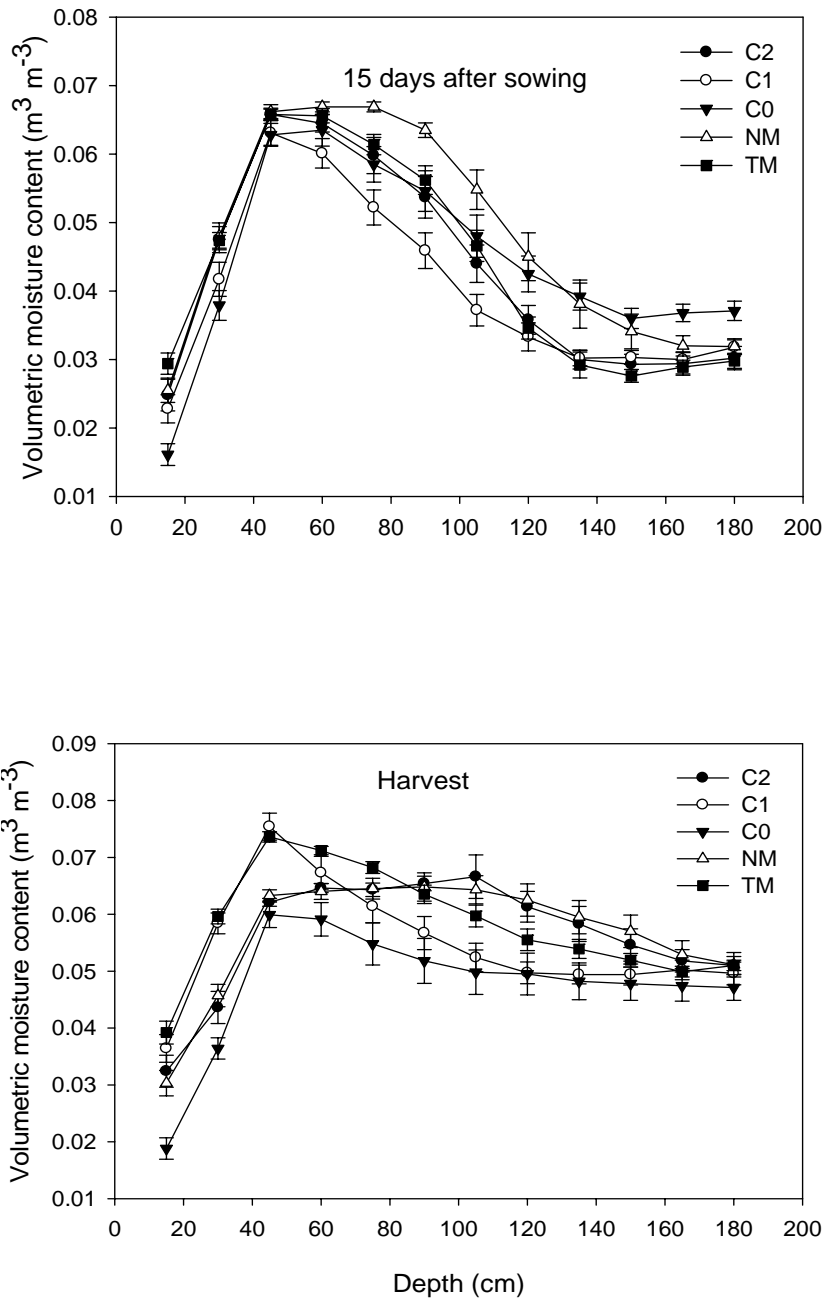 0.08
0.07
0.06
0.05
0.04
0.03
0.02
0.01
Volumetric moisture content (m³ m⁻³)
15 days after sowing
C2
C1
C0
NM
TM
0 20 40 60 80 100 120 140 160 180 200
0.09
0.08
0.07
0.06
0.05
0.04
0.03
0.02
0.01
Volumetric moisture content (m³ m⁻³)
Harvest
C2
C1
C0
NM
TM
0 20 40 60 80 100 120 140 160 180 200
Depth (cm)